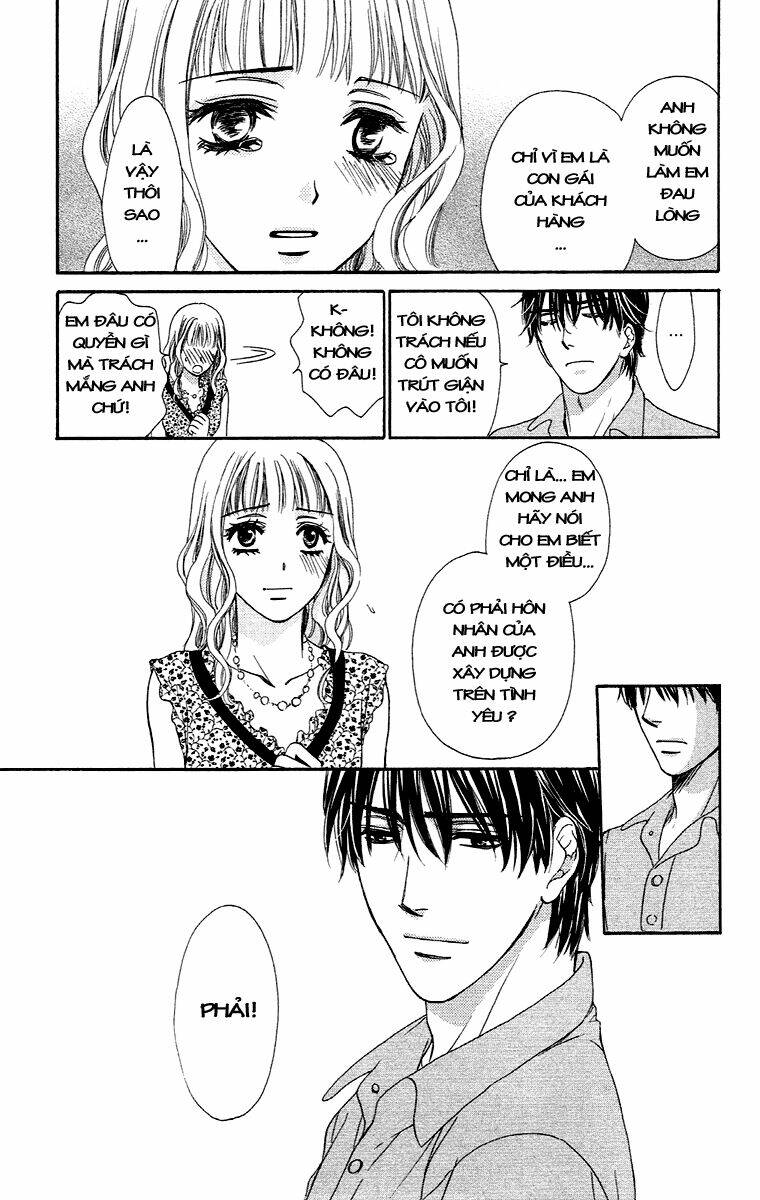 ANH
KHÔNG
MUỐN
LÀM EM
ĐAU
LÒNG
CHỈ VÌ EM LÀ
CON GÁI
CỦA KHÁCH
HÀNG
...
LÀ
VẬY
THÔI
SAO
...
...
TÔI KHÔNG
TRÁCH NẾU
CÔ MUỐN
TRÚT GIẬN
VÀO TÔI!
K-
KHÔNG!
KHÔNG
CÓ ĐÂU!
EM ĐÂU CÓ
QUYỀN GÌ
MÀ TRÁCH
MẮNG ANH
CHỨ!
CHỈ LÀ... EM
MONG ANH
HÃY NÓI
CHO EM BIẾT
MỘT ĐIỀU...
CÓ PHẢI HÔN
NHÂN CỦA
ANH ĐƯỢC
XÂY DỰNG
TRÊN TÌNH
YÊU ?
PHẢI!